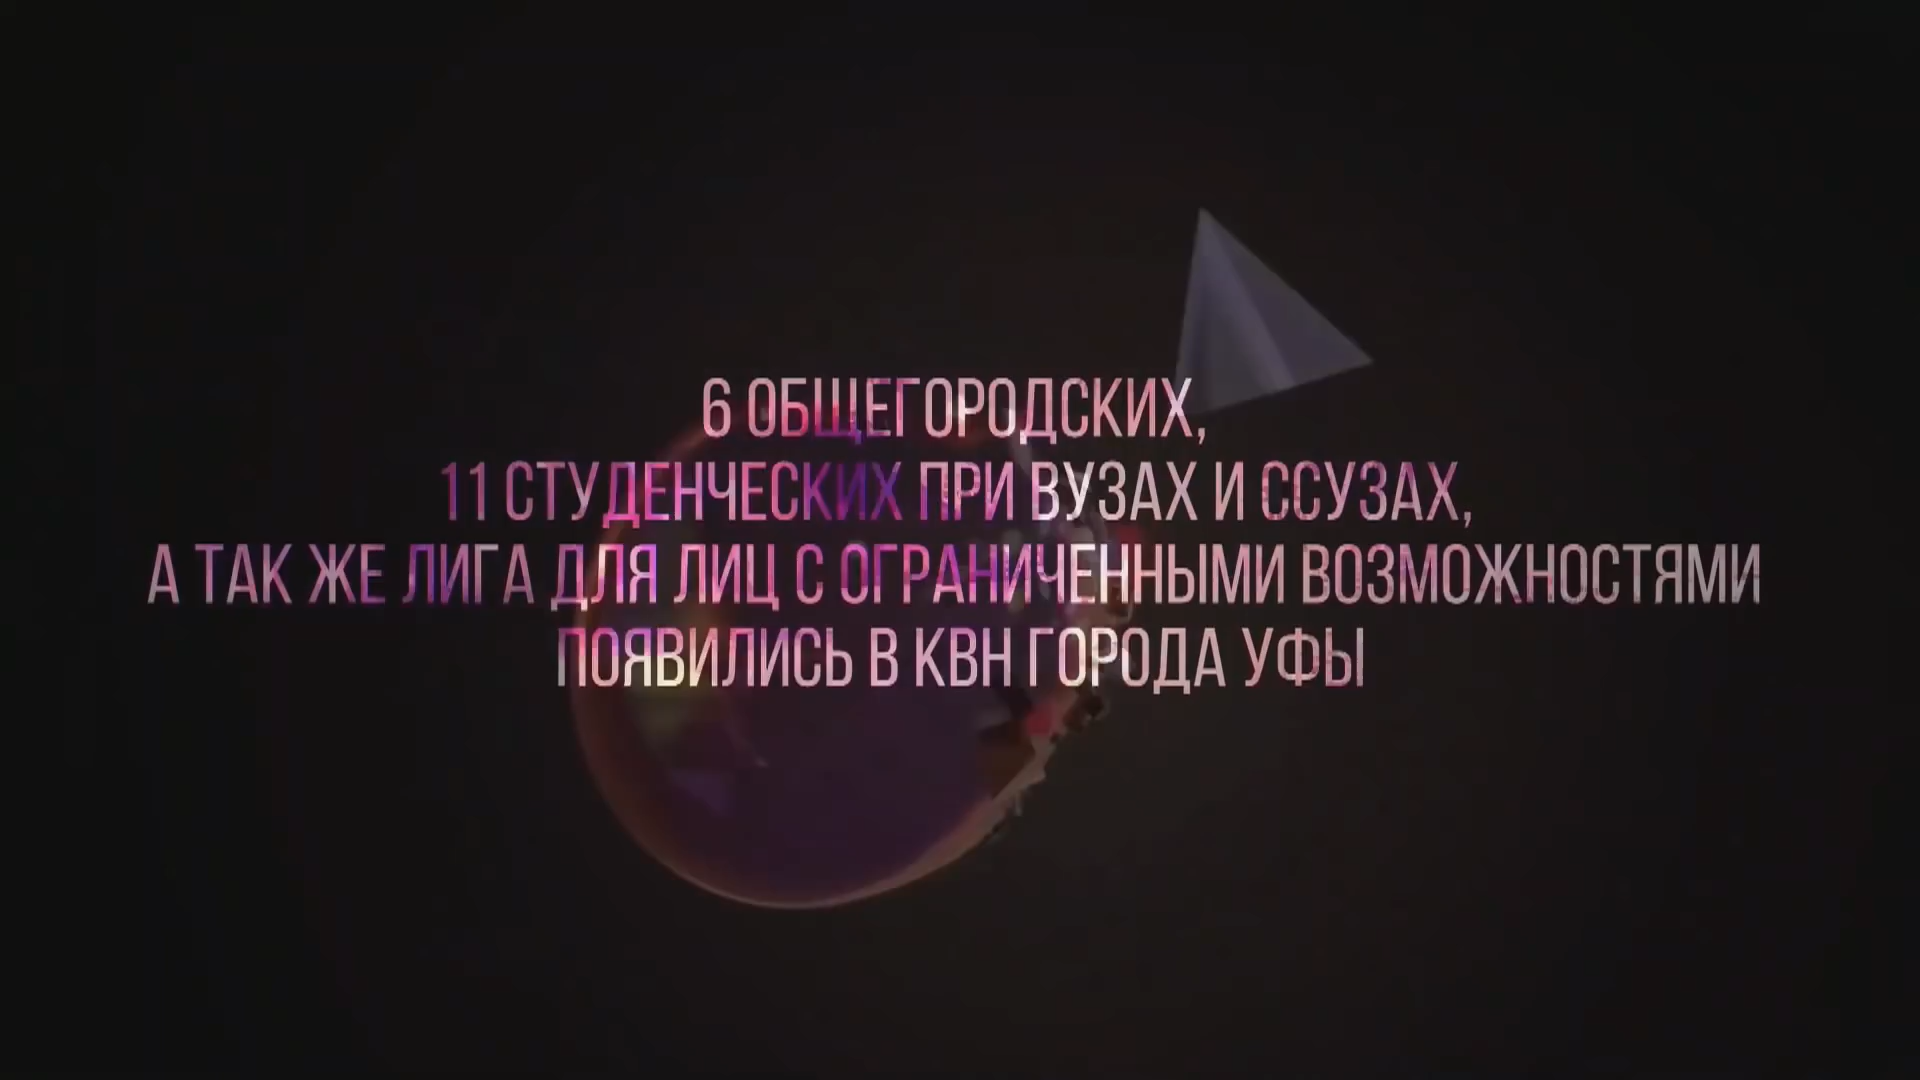 6 ОБЩЕГОРОДСКИХ,
11 СТУДЕНЧЕСКИХ ПРИ ВУЗАХ И ССУЗАХ,
А ТАК ЖЕ ЛИГА ДЛЯ ЛИЦ С ОГРАНИЧЕННЫМИ ВОЗМОЖНОСТЯМИ
ПОЯВИЛИСЬ В КВН ГОРОДА УФЫ